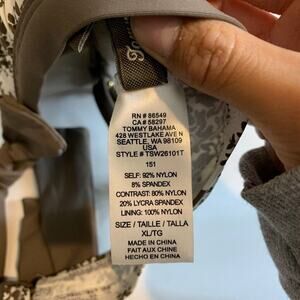 RN # 86549
CA # 58297
TOMMY BAHAMA
428 WESTLAKE AVE N
SEATTLE, WA 98109
USA
STYLE # TSW26101T
151
SELF: 92% NYLON
8% SPANDEX
CONTRAST: 80% NYLON
20% LYCRA SPANDEX
LINING: 100% NYLON
SIZE / TAILLE / TALLA
XL/TG
MADE IN CHINA
FAIT AUX CHINE
HECHO EN CHINA